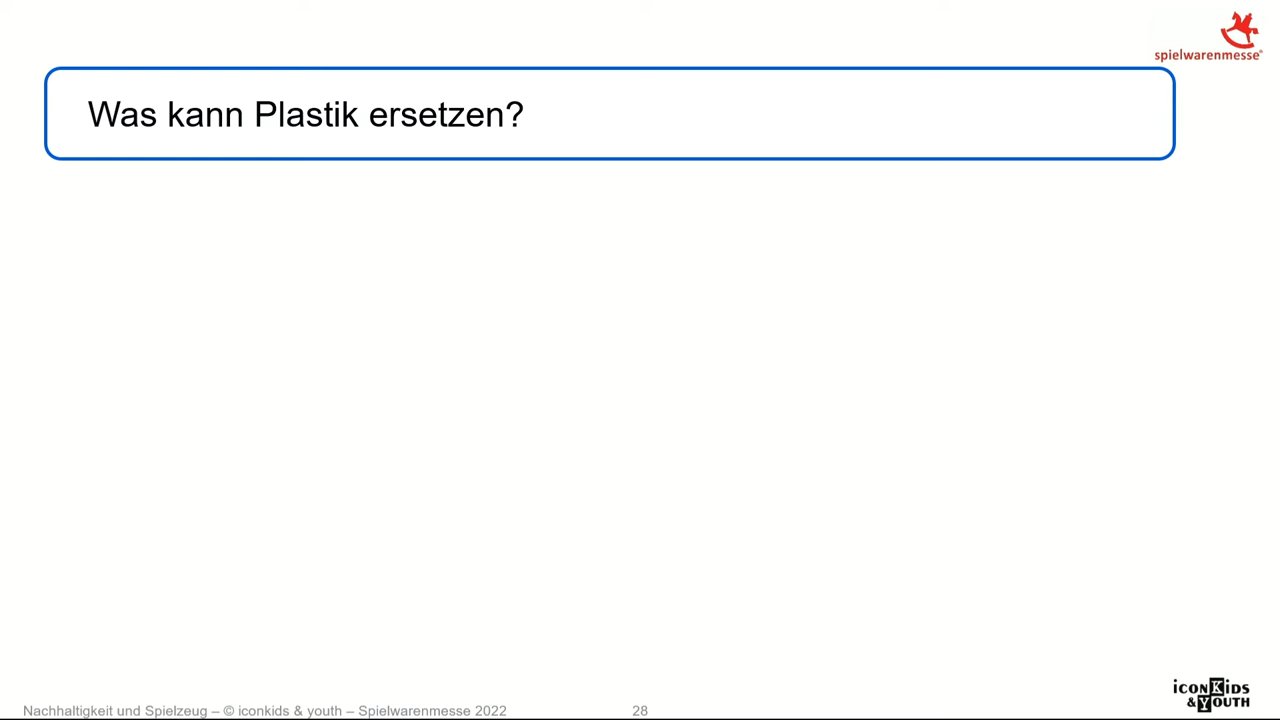 spielwarenmesse®
Was kann Plastik ersetzen?
iconKids
& YOUTH
Nachhaltigkeit und Spielzeug – © iconkids & youth – Spielwarenmesse 2022
28